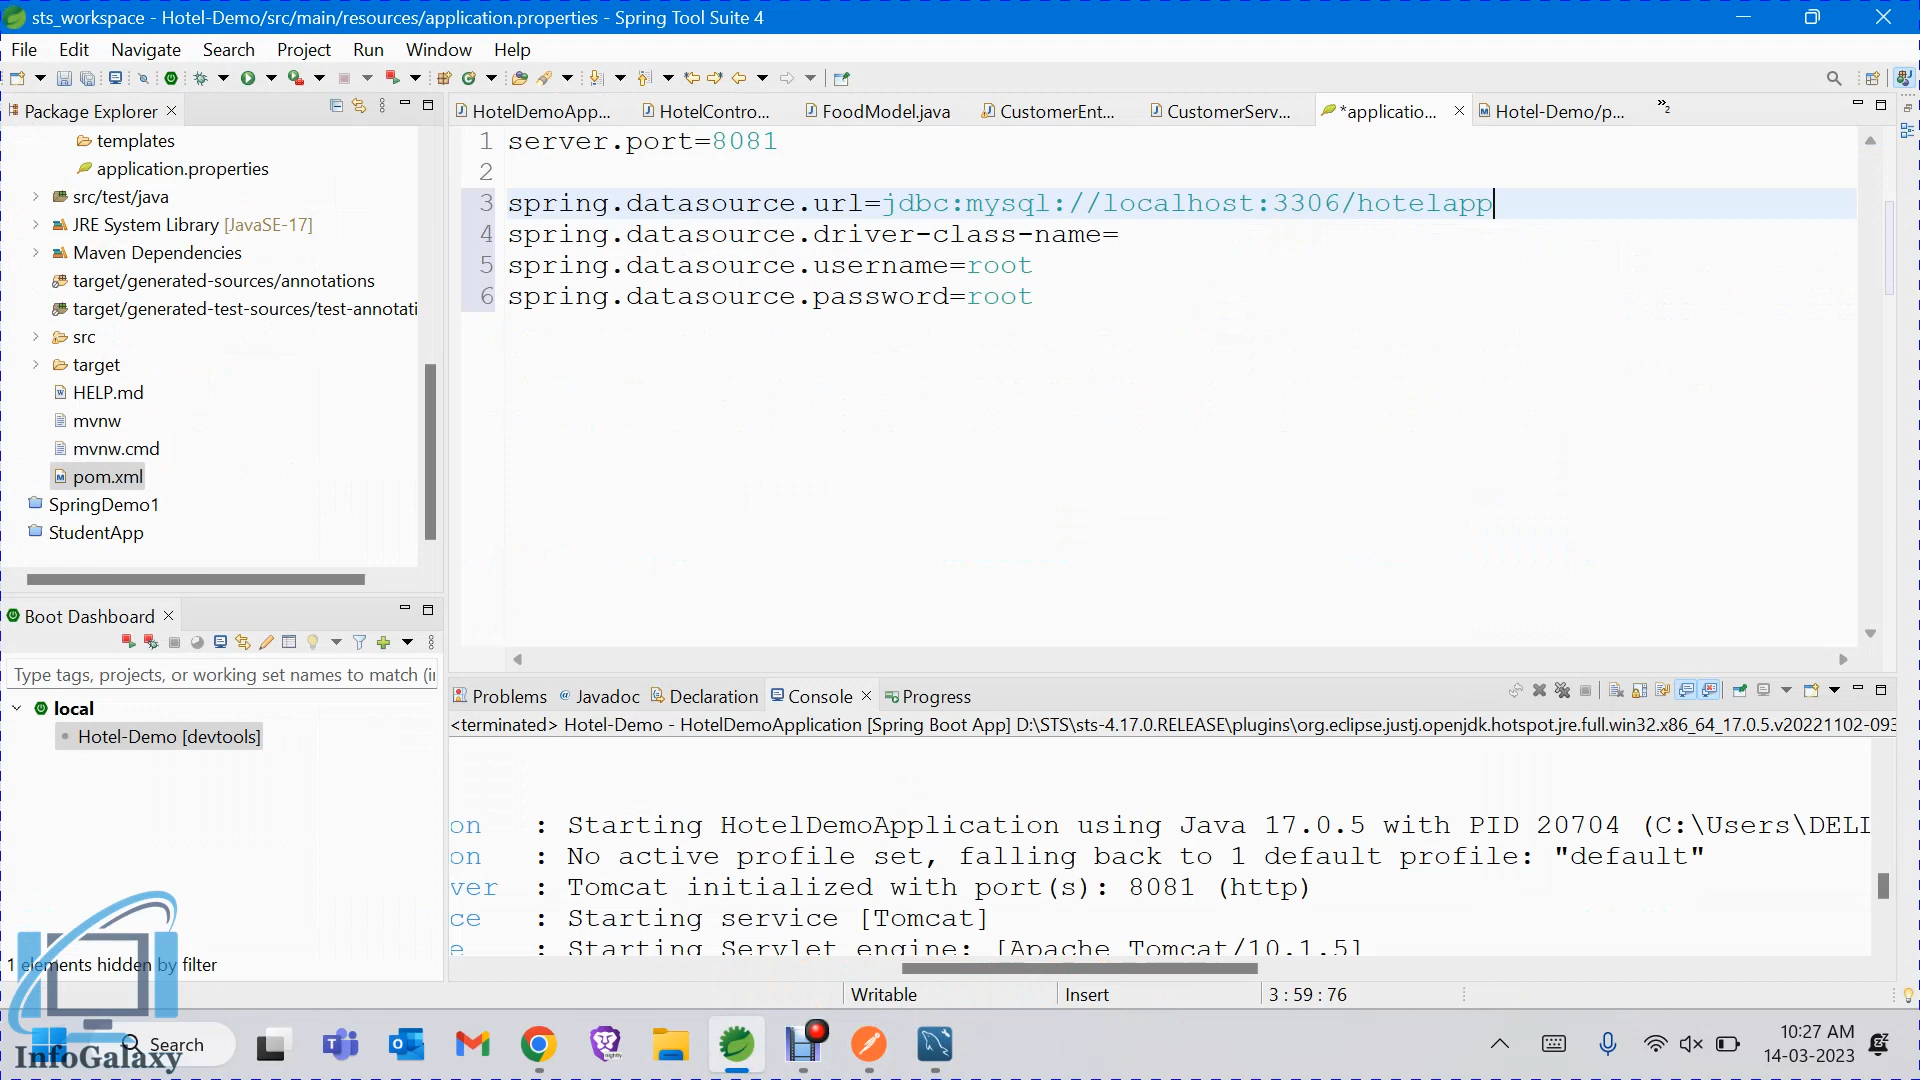 sts_workspace - Hotel-Demo/src/main/resources/application.properties - Spring Tool Suite 4
File Edit Navigate Search Project Run Window Help
Package Explorer
templates
application.properties
src/test/java
JRE System Library [JavaSE-17]
Maven Dependencies
target/generated-sources/annotations
target/generated-test-sources/test-annotati
src
target
HELP.md
mvnw
mvnw.cmd
pom.xml
SpringDemo1
StudentApp
HotelDemoApp... HotelContro... FoodModel.java CustomerEnt... CustomerServ... *applicatio... Hotel-Demo/p... »2
1 server.port=8081
2
3 spring.datasource.url=jdbc:mysql://localhost:3306/hotelapp
4 spring.datasource.driver-class-name=
5 spring.datasource.username=root
6 spring.datasource.password=root
Boot Dashboard
Type tags, projects, or working set names to match (i
local
Hotel-Demo [devtools]
1 elements hidden by filter
Problems Javadoc Declaration Console Progress
<terminated> Hotel-Demo - HotelDemoApplication [Spring Boot App] D:\STS\sts-4.17.0.RELEASE\plugins\org.eclipse.justj.openjdk.hotspot.jre.full.win32.x86_64_17.0.5.v20221102-093
on : Starting HotelDemoApplication using Java 17.0.5 with PID 20704 (C:\Users\DELL
on : No active profile set, falling back to 1 default profile: "default"
ver : Tomcat initialized with port(s): 8081 (http)
ce : Starting service [Tomcat]
e : Starting Servlet engine: [Apache Tomcat/10.1.5]
Writable Insert 3 : 59 : 76
InfoGalaxy
Search
10:27 AM
14-03-2023